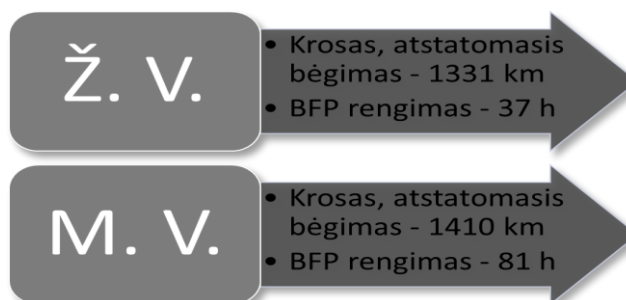 Ž. V.
• Krosas, atstatomasis
bėgimas - 1331 km
• BFP rengimas - 37 h
M. V.
• Krosas, atstatomasis
bėgimas - 1410 km
• BFP rengimas - 81 h